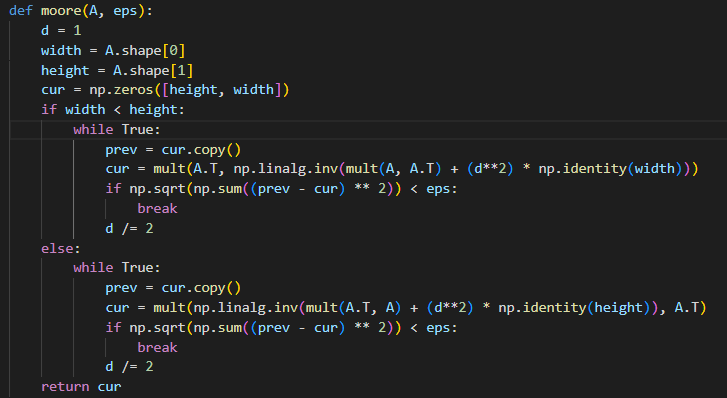 def moore(A, eps):
    d = 1
    width = A.shape[0]
    height = A.shape[1]
    cur = np.zeros([height, width])
    if width < height:
        while True:
            prev = cur.copy()
            cur = mult(A.T, np.linalg.inv(mult(A, A.T) + (d**2) * np.identity(width)))
            if np.sqrt(np.sum((prev - cur) ** 2)) < eps:
                break
            d /= 2
    else:
        while True:
            prev = cur.copy()
            cur = mult(np.linalg.inv(mult(A.T, A) + (d**2) * np.identity(height)), A.T)
            if np.sqrt(np.sum((prev - cur) ** 2)) < eps:
                break
            d /= 2
    return cur